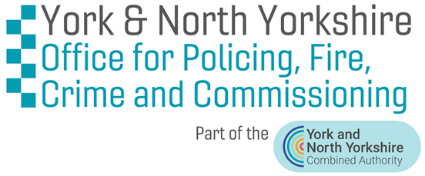 York & North Yorkshire
Office for Policing, Fire,
Crime and Commissioning
Part of the
York and
North Yorkshire
Combined Authority